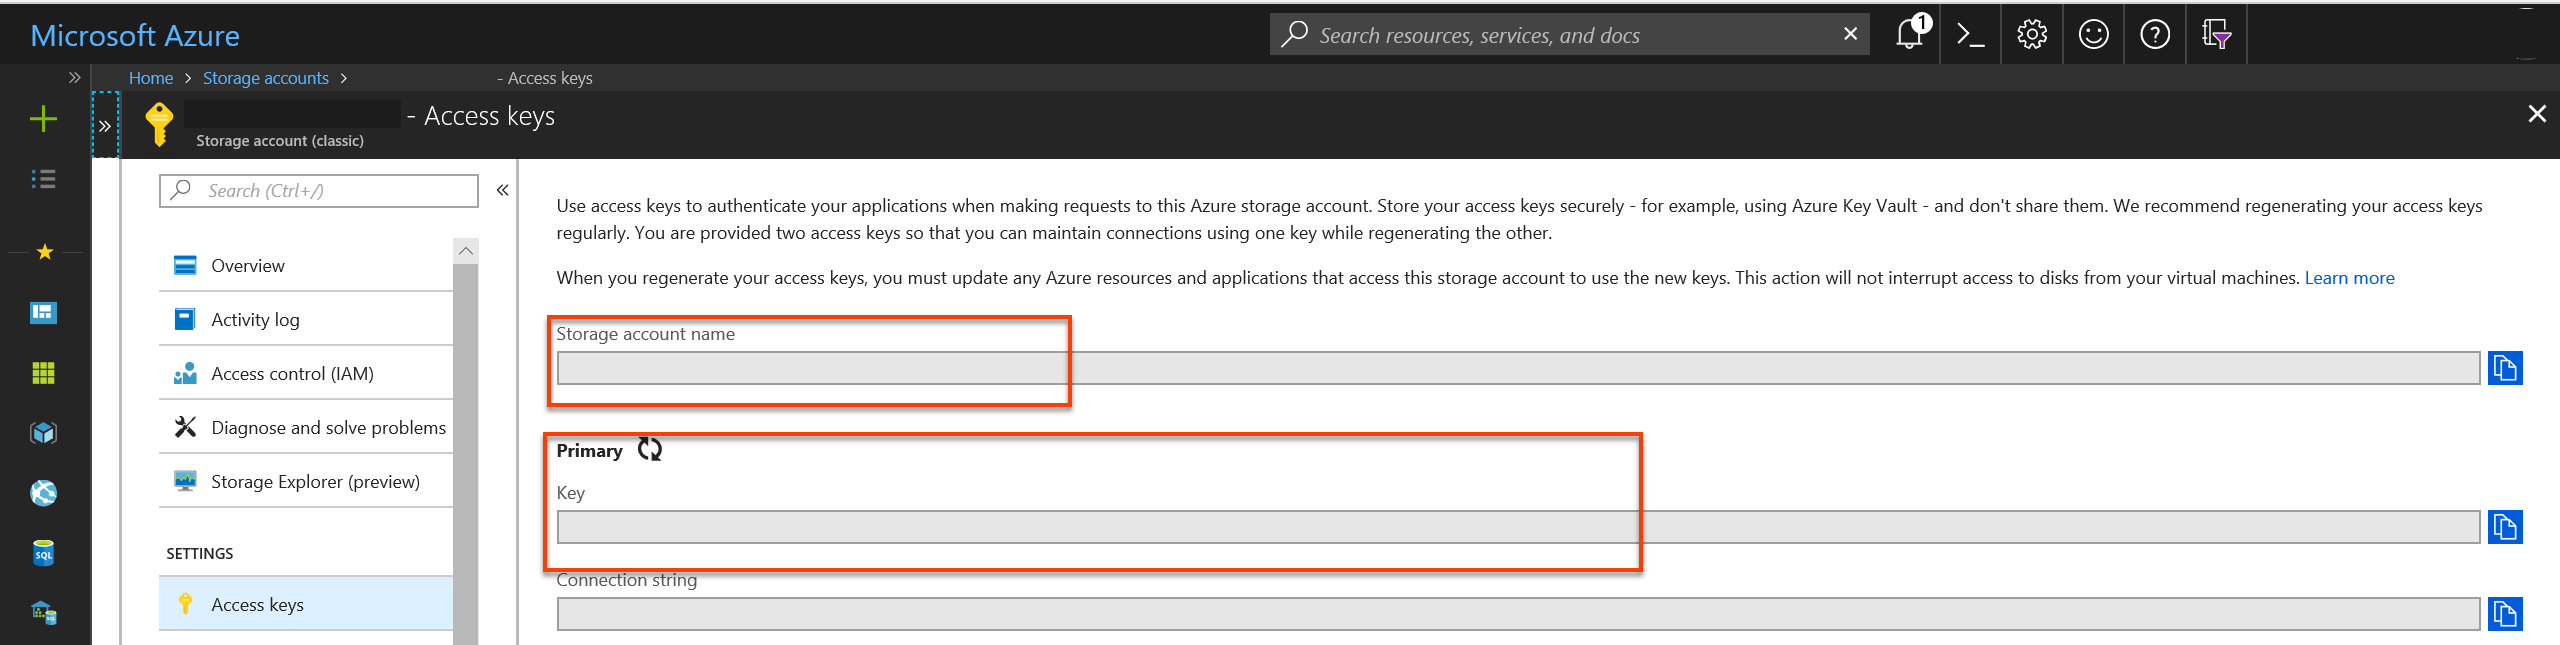 Microsoft Azure
Search resources, services, and docs
1
Home > Storage accounts > - Access keys
- Access keys
Storage account (classic)
Search (Ctrl+/)
Overview
Activity log
Access control (IAM)
Diagnose and solve problems
Storage Explorer (preview)
SETTINGS
Access keys
SQL
SQL
Use access keys to authenticate your applications when making requests to this Azure storage account. Store your access keys securely - for example, using Azure Key Vault - and don't share them. We recommend regenerating your access keys
regularly. You are provided two access keys so that you can maintain connections using one key while regenerating the other.
When you regenerate your access keys, you must update any Azure resources and applications that access this storage account to use the new keys. This action will not interrupt access to disks from your virtual machines. Learn more
Storage account name
Primary
Key
Connection string